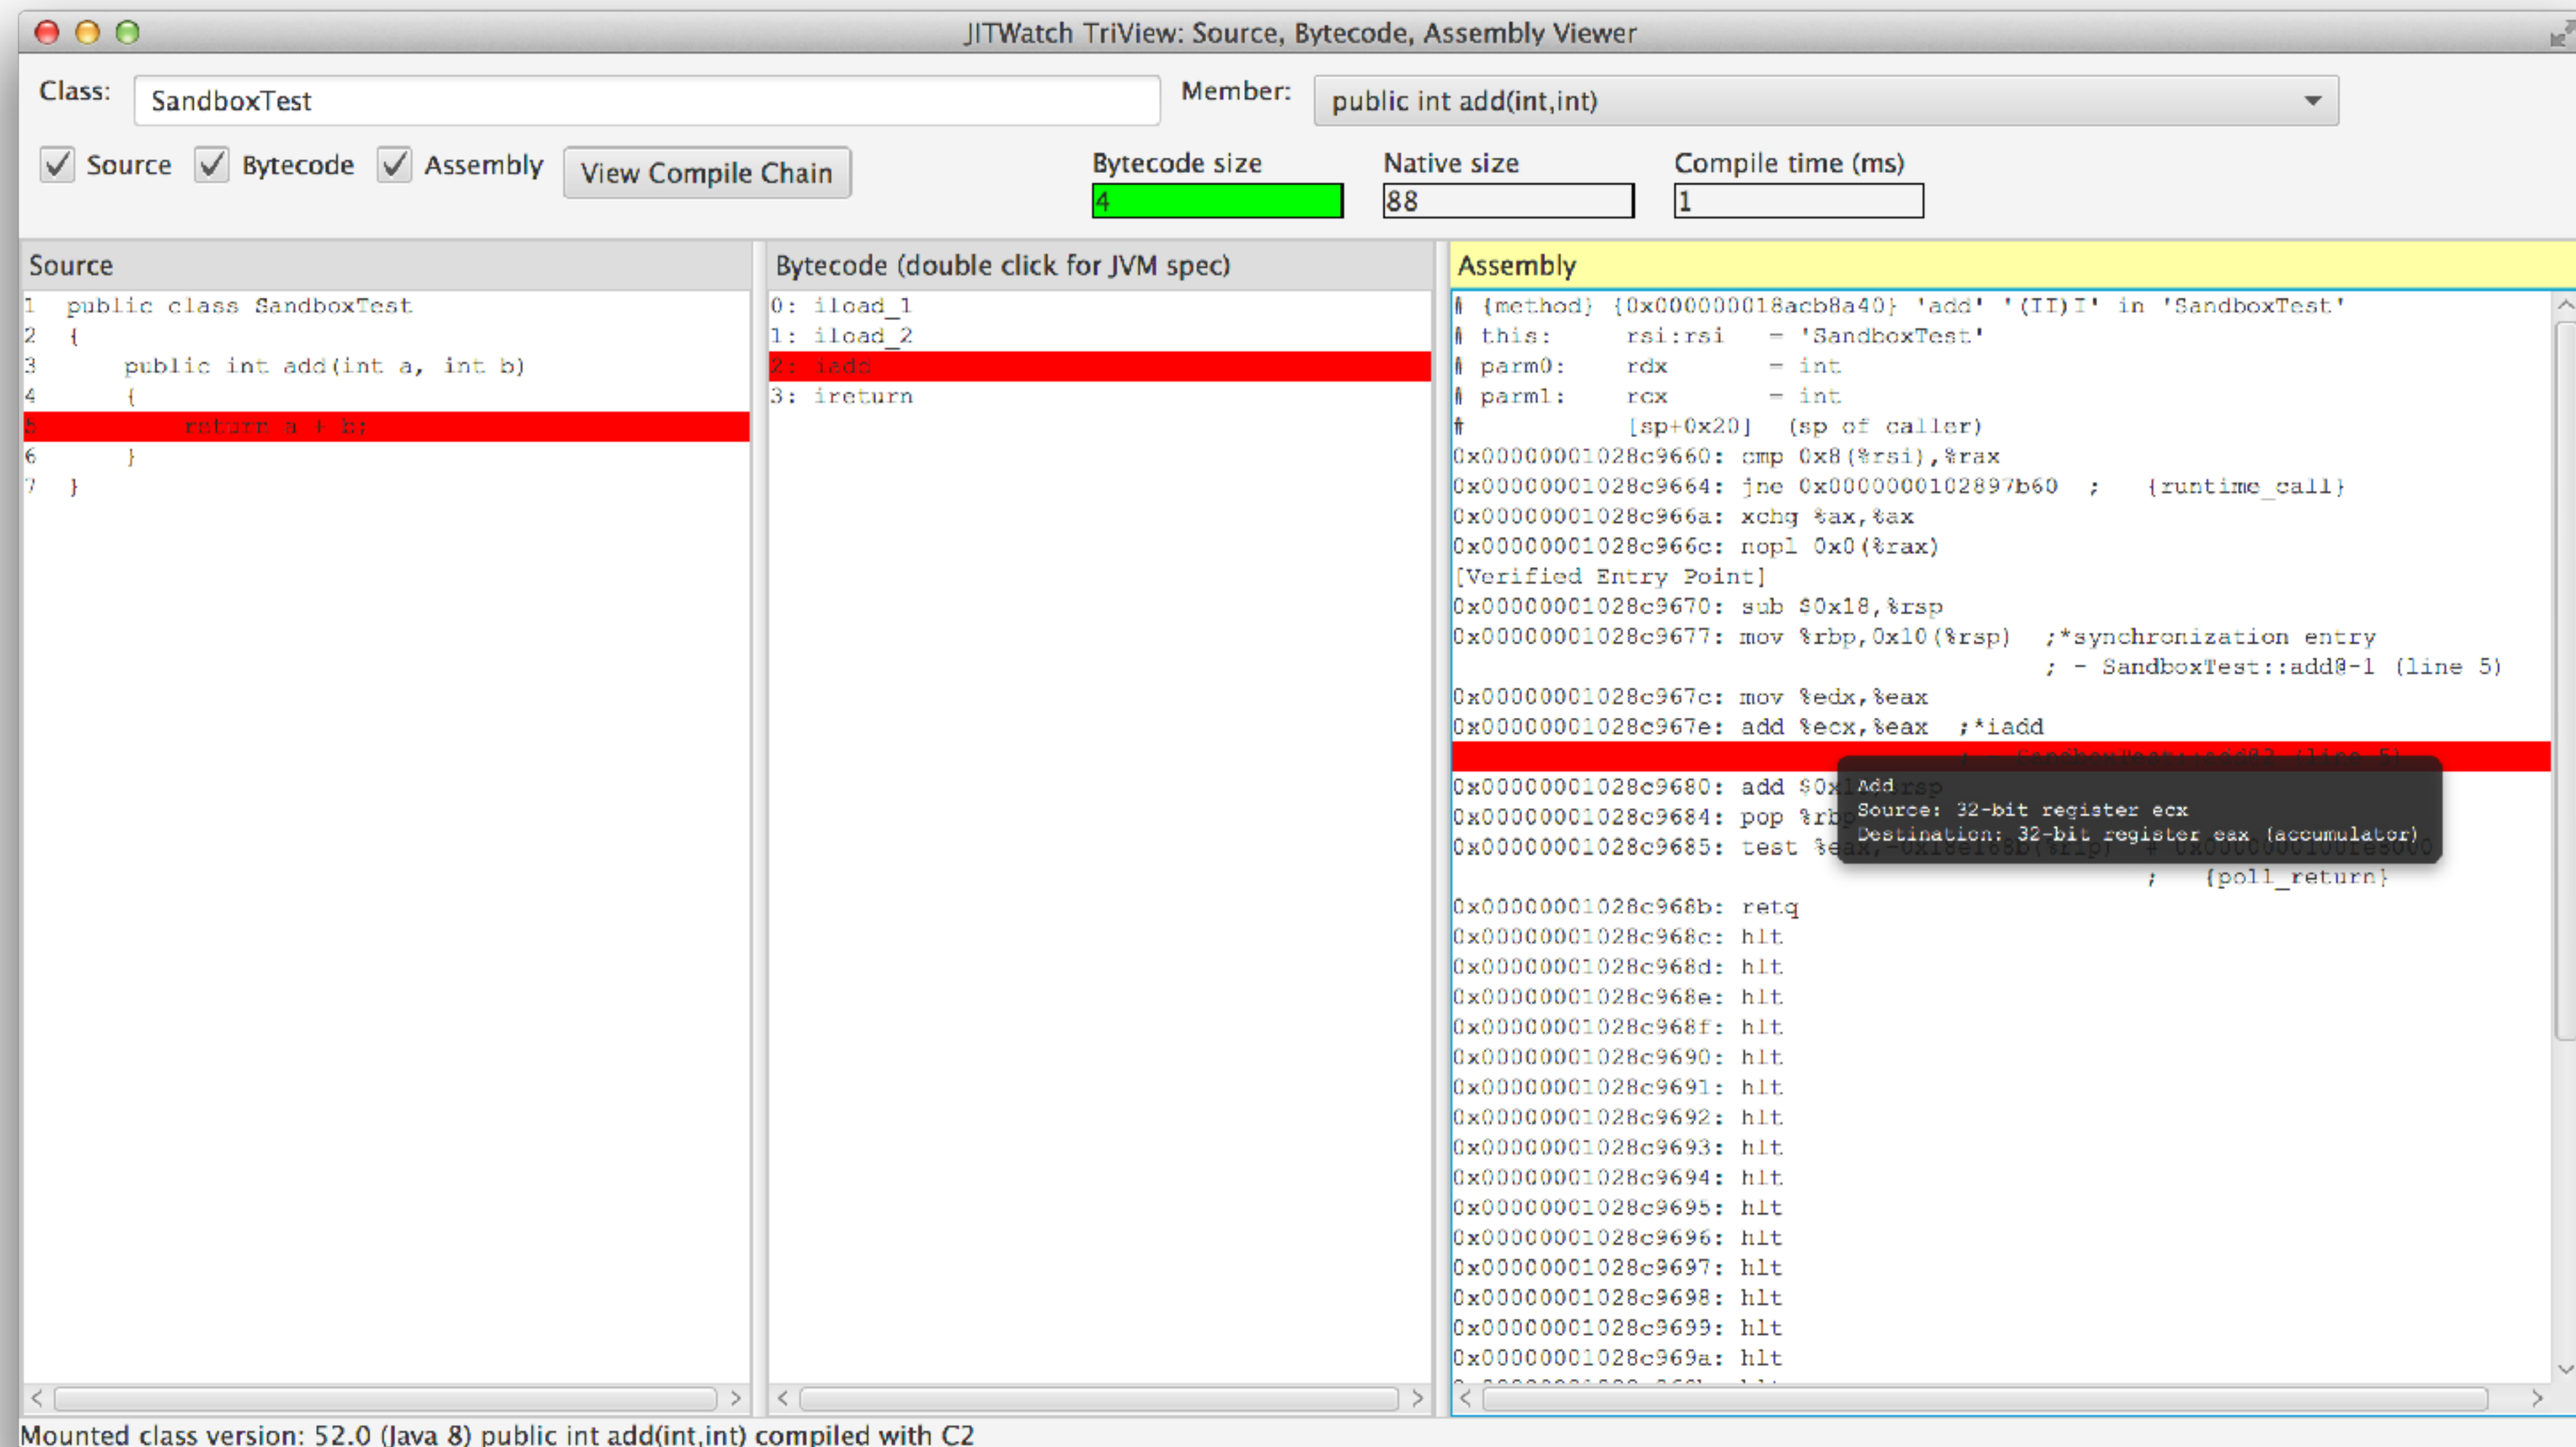 JITWatch TriView: Source, Bytecode, Assembly Viewer
Class: SandboxTest Member: public int add(int,int)
Source Bytecode Assembly View Compile Chain
Bytecode size Native size Compile time (ms)
4 88 1
Source
1 public class SandboxTest
2 {
3 public int add(int a, int b)
4 {
5 return a + b;
6 }
7 }
Bytecode (double click for JVM spec)
0: iload_1
1: iload_2
2: iadd
3: ireturn
Assembly
# {method} {0x000000018acb8a40} 'add' '(II)I' in 'SandboxTest'
# this: rsi:rsi = 'SandboxTest'
# parm0: rdx = int
# parm1: rcx = int
# [sp+0x20] (sp of caller)
0x00000001028c9660: cmp 0x8(%rsi),%rax
0x00000001028c9664: jne 0x0000000102897b60 ; {runtime_call}
0x00000001028c966a: xchg %ax,%ax
0x00000001028c966c: nopl 0x0(%rax)
[Verified Entry Point]
0x00000001028c9670: sub $0x18,%rsp
0x00000001028c9677: mov %rbp,0x10(%rsp) ;*synchronization entry
; - SandboxTest::add@-1 (line 5)
0x00000001028c967c: mov %edx,%eax
0x00000001028c967e: add %ecx,%eax ;*iadd
; - SandboxTest::add@2 (line 5)
0x00000001028c9680: add
0x00000001028c9684: pop %rbp
0x00000001028c9685: test
Add
Source: 32-bit register ecx
Destination: 32-bit register eax (accumulator)
; {poll_return}
0x00000001028c968b: retq
0x00000001028c968c: hlt
0x00000001028c968d: hlt
0x00000001028c968e: hlt
0x00000001028c968f: hlt
0x00000001028c9690: hlt
0x00000001028c9691: hlt
0x00000001028c9692: hlt
0x00000001028c9693: hlt
0x00000001028c9694: hlt
0x00000001028c9695: hlt
0x00000001028c9696: hlt
0x00000001028c9697: hlt
0x00000001028c9698: hlt
0x00000001028c9699: hlt
0x00000001028c969a: hlt
Mounted class version: 52.0 (Java 8) public int add(int,int) compiled with C2